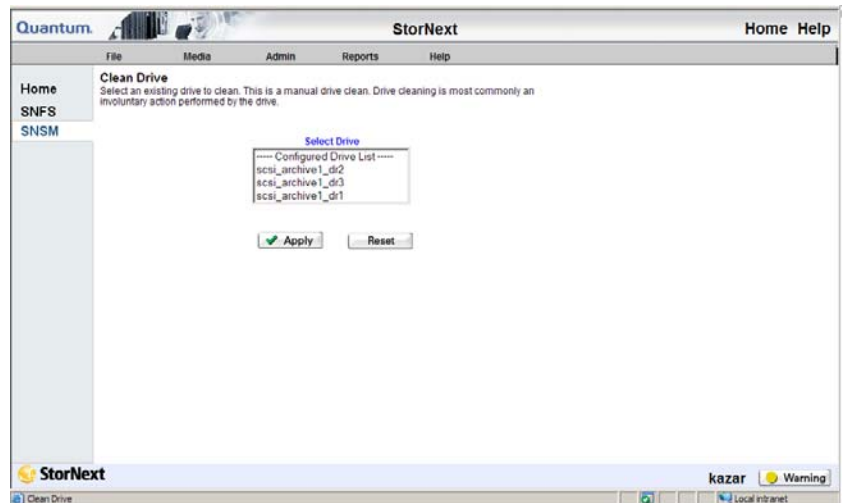 Quantum.
StorNext
Home Help
File Media Admin Reports Help
Home
SNFS
SNSM
Clean Drive
Select an existing drive to clean. This is a manual drive clean. Drive cleaning is most commonly an
involuntary action performed by the drive.
Select Drive
----- Configured Drive List -----
scsi_archive1_dr2
scsi_archive1_dr3
scsi_archive1_dr1
Apply Reset
StorNext
kazar Warning
Clean Drive
Local intranet